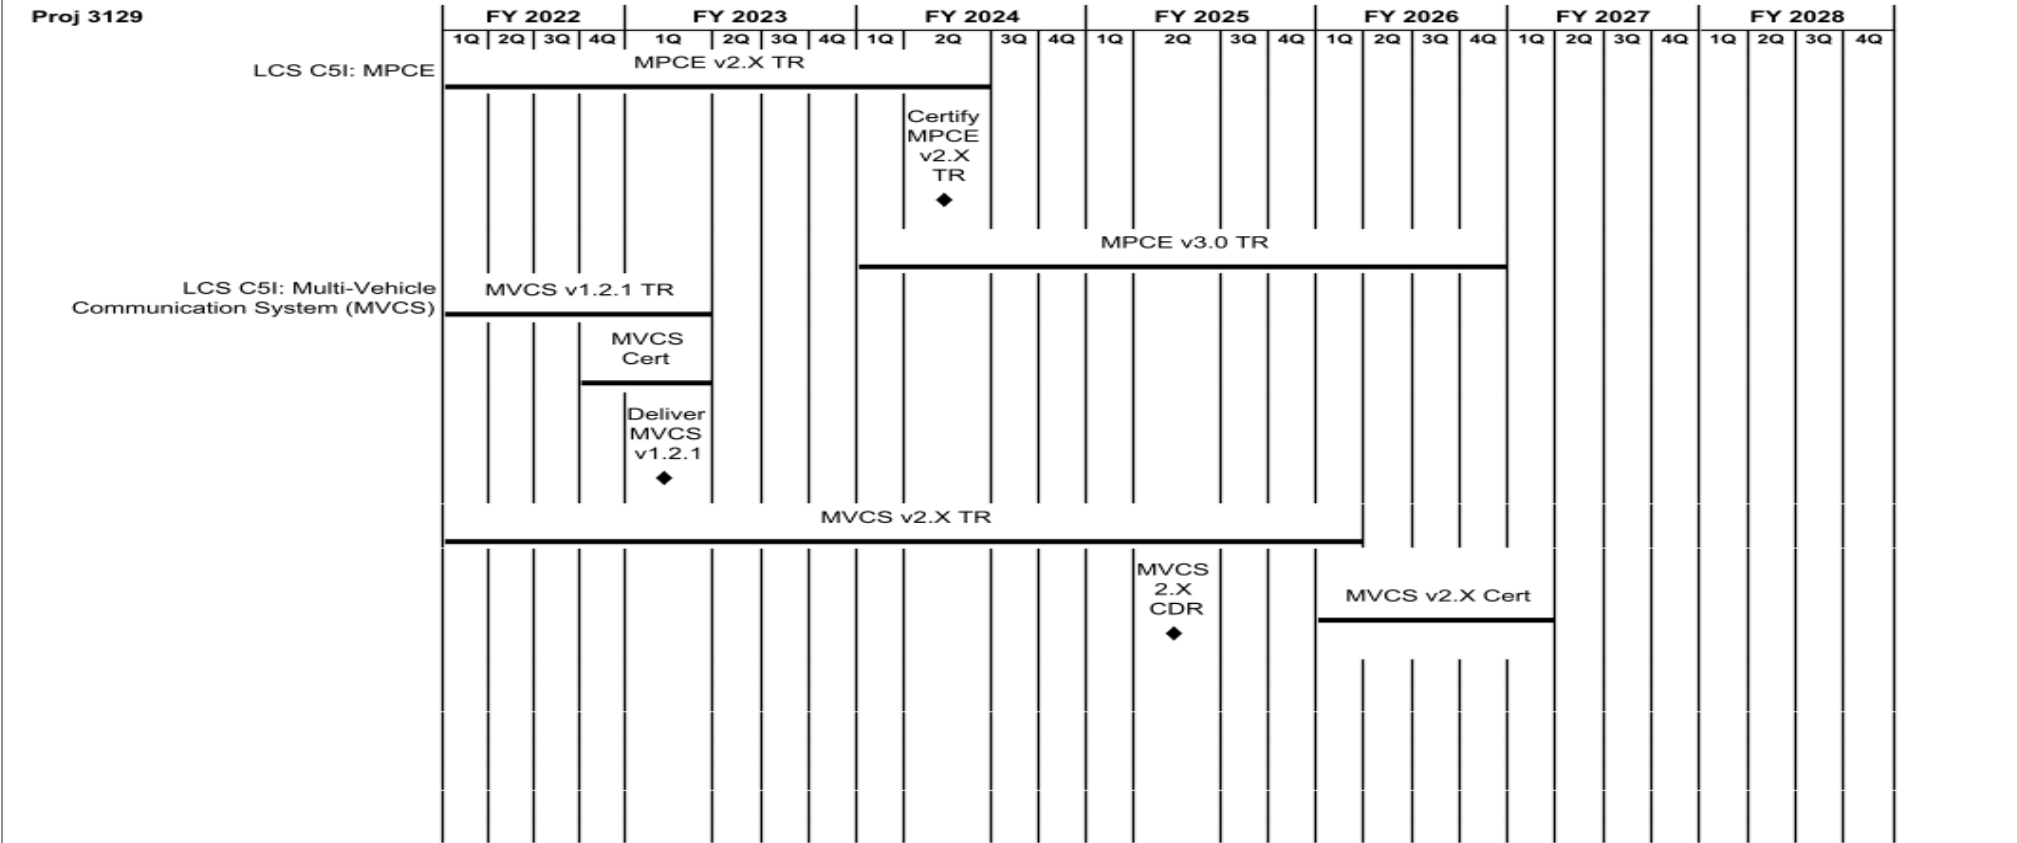 Proj 3129
FY 2022 FY 2023 FY 2024 FY 2025 FY 2026 FY 2027 FY 2028
1Q 2Q 3Q 4Q 1Q 2Q 3Q 4Q 1Q 2Q 3Q 4Q 1Q 2Q 3Q 4Q 1Q 2Q 3Q 4Q 1Q 2Q 3Q 4Q 1Q 2Q 3Q 4Q
LCS C5I: MPCE
MPCE v2.X TR
Certify
MPCE
v2.X
TR
MPCE v3.0 TR
LCS C5I: Multi-Vehicle
Communication System (MVCS)
MVCS v1.2.1 TR
MVCS
Cert
Deliver
MVCS
v1.2.1
MVCS v2.X TR
MVCS
2.X
CDR
MVCS v2.X Cert